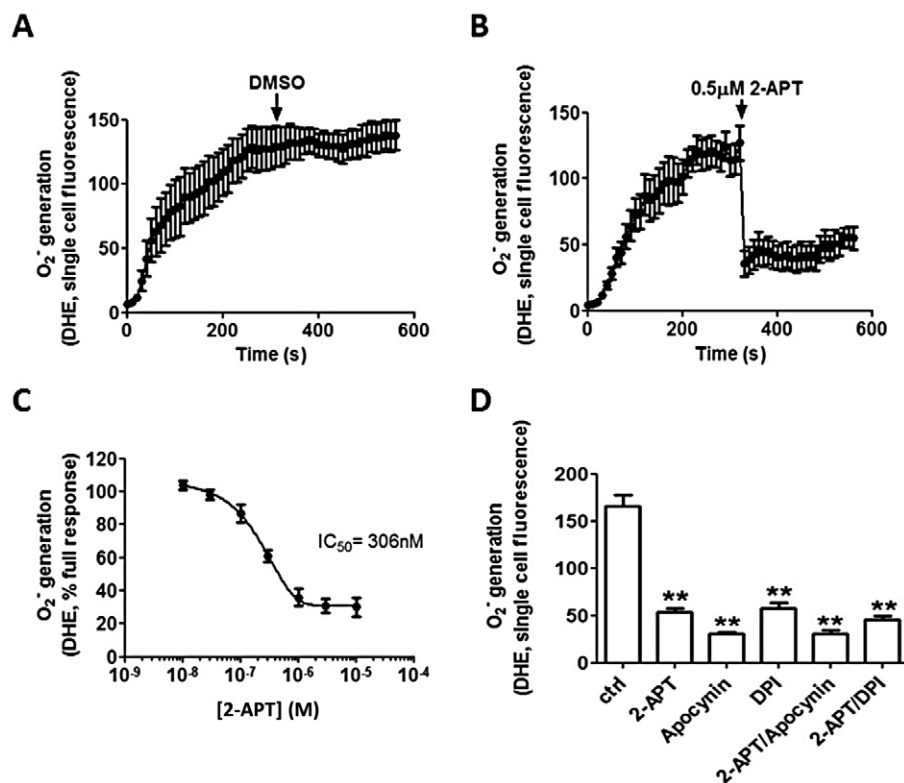 A
O₂⁻ generation
(DHE, single cell fluorescence)
150
100
50
0
DMSO
0
200
400
600
Time (s)
B
O₂⁻ generation
(DHE, single cell fluorescence)
150
100
50
0
0.5μM 2-APT
0
200
400
600
Time (s)
C
O₂⁻ generation
(DHE, % full response)
120
100
80
60
40
20
0
IC₅₀= 306nM
10⁻⁹
10⁻⁸
10⁻⁷
10⁻⁶
10⁻⁵
10⁻⁴
[2-APT] (M)
D
O₂⁻ generation
(DHE, single cell fluorescence)
200
150
100
50
0
**
**
**
**
**
ctrl
2-APT
Apocynin
DPI
2-APT/Apocynin
2-APT/DPI